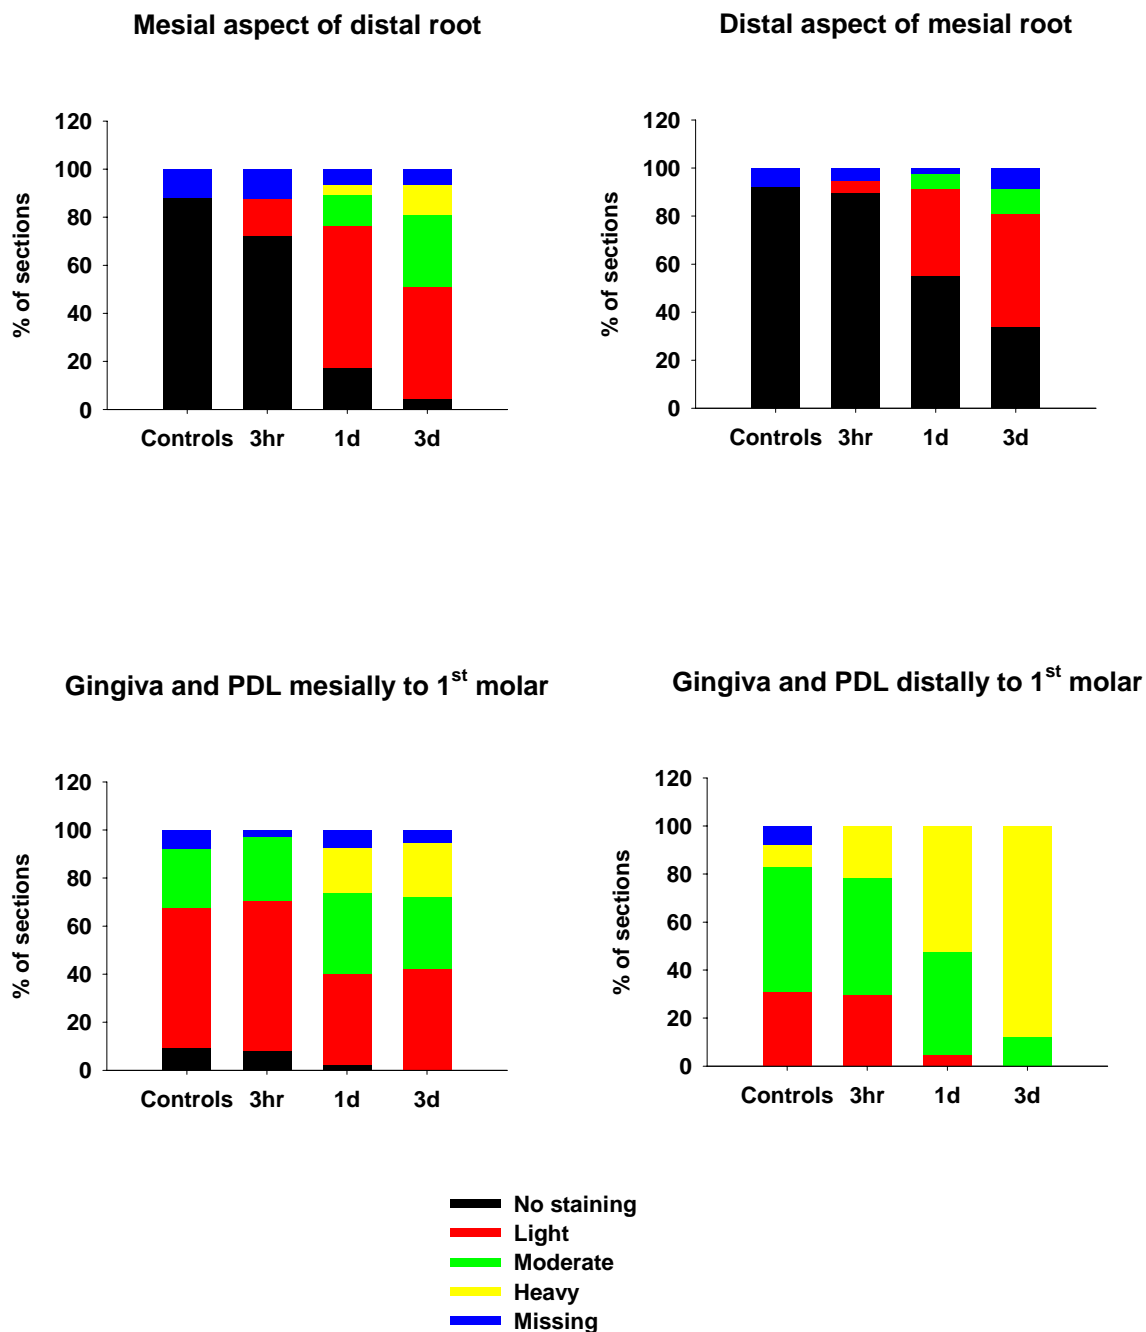 Mesial aspect of distal root
120
100
80
60
40
20
0
% of sections
Controls 3hr 1d 3d
Distal aspect of mesial root
120
100
80
60
40
20
0
% of sections
Controls 3hr 1d 3d
Gingiva and PDL mesially to 1st molar
120
100
80
60
40
20
0
% of sections
Controls 3hr 1d 3d
Gingiva and PDL distally to 1st molar
120
100
80
60
40
20
0
% of sections
Controls 3hr 1d 3d
No staining
Light
Moderate
Heavy
Missing